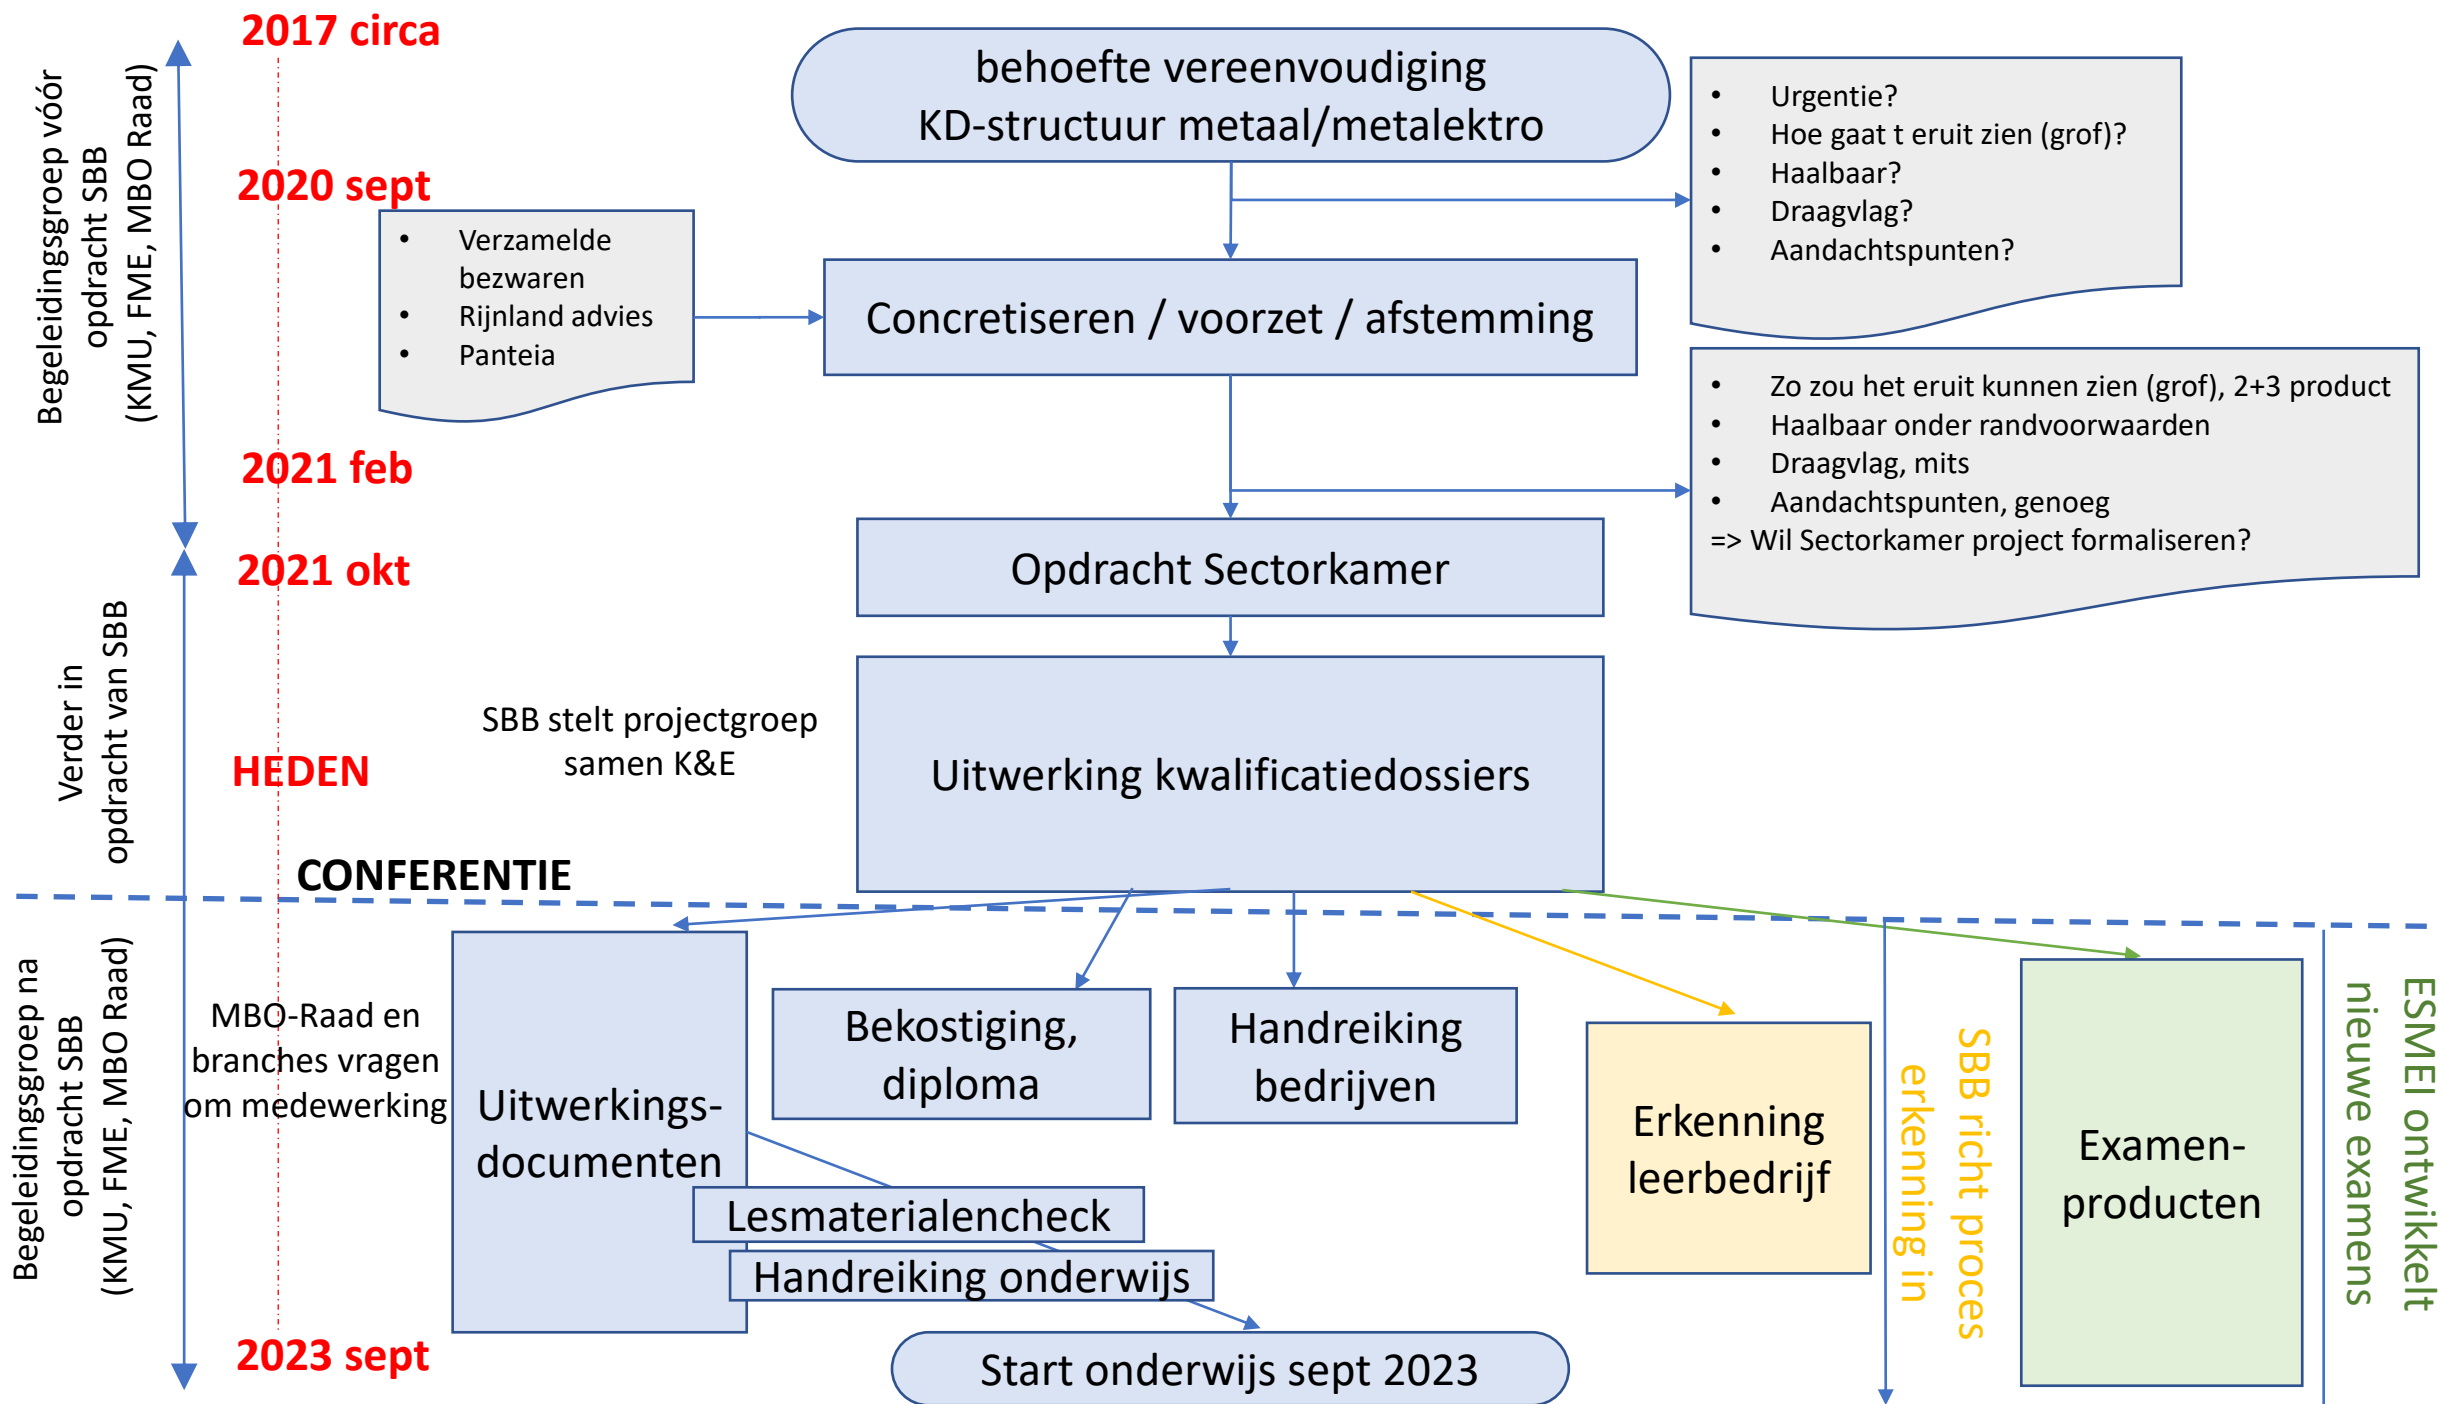 2017 circa
behoefte vereenvoudiging
KD-structuur metaal/metalektro
• Urgentie?
• Hoe gaat t eruit zien (grof)?
• Haalbaar?
• Draagvlag?
• Aandachtspunten?
Begeleidingsgroep vóór
opdracht SBB
(KMU, FME, MBO Raad)
2020 sept
• Verzamelde
bezwaren
• Rijnland advies
• Panteia
Concretiseren / voorzet / afstemming
• Zo zou het eruit kunnen zien (grof), 2+3 product
• Haalbaar onder randvoorwaarden
• Draagvlag, mits
• Aandachtspunten, genoeg
=> Wil Sectorkamer project formaliseren?
2021 feb
2021 okt
Opdracht Sectorkamer
Verder in
opdracht van SBB
SBB stelt projectgroep
samen K&E
HEDEN
Uitwerking kwalificatiedossiers
CONFERENTIE
Begeleidingsgroep na
opdracht SBB
(KMU, FME, MBO Raad)
MBO-Raad en
branches vragen
om medewerking
Uitwerkings-
documenten
Bekostiging,
diploma
Handreiking
bedrijven
Erkenning
leerbedrijf
SBB richt proces
erkenning in
Examen-
producten
ESMEI ontwikkelt
nieuwe examens
Lesmaterialencheck
Handreiking onderwijs
2023 sept
Start onderwijs sept 2023